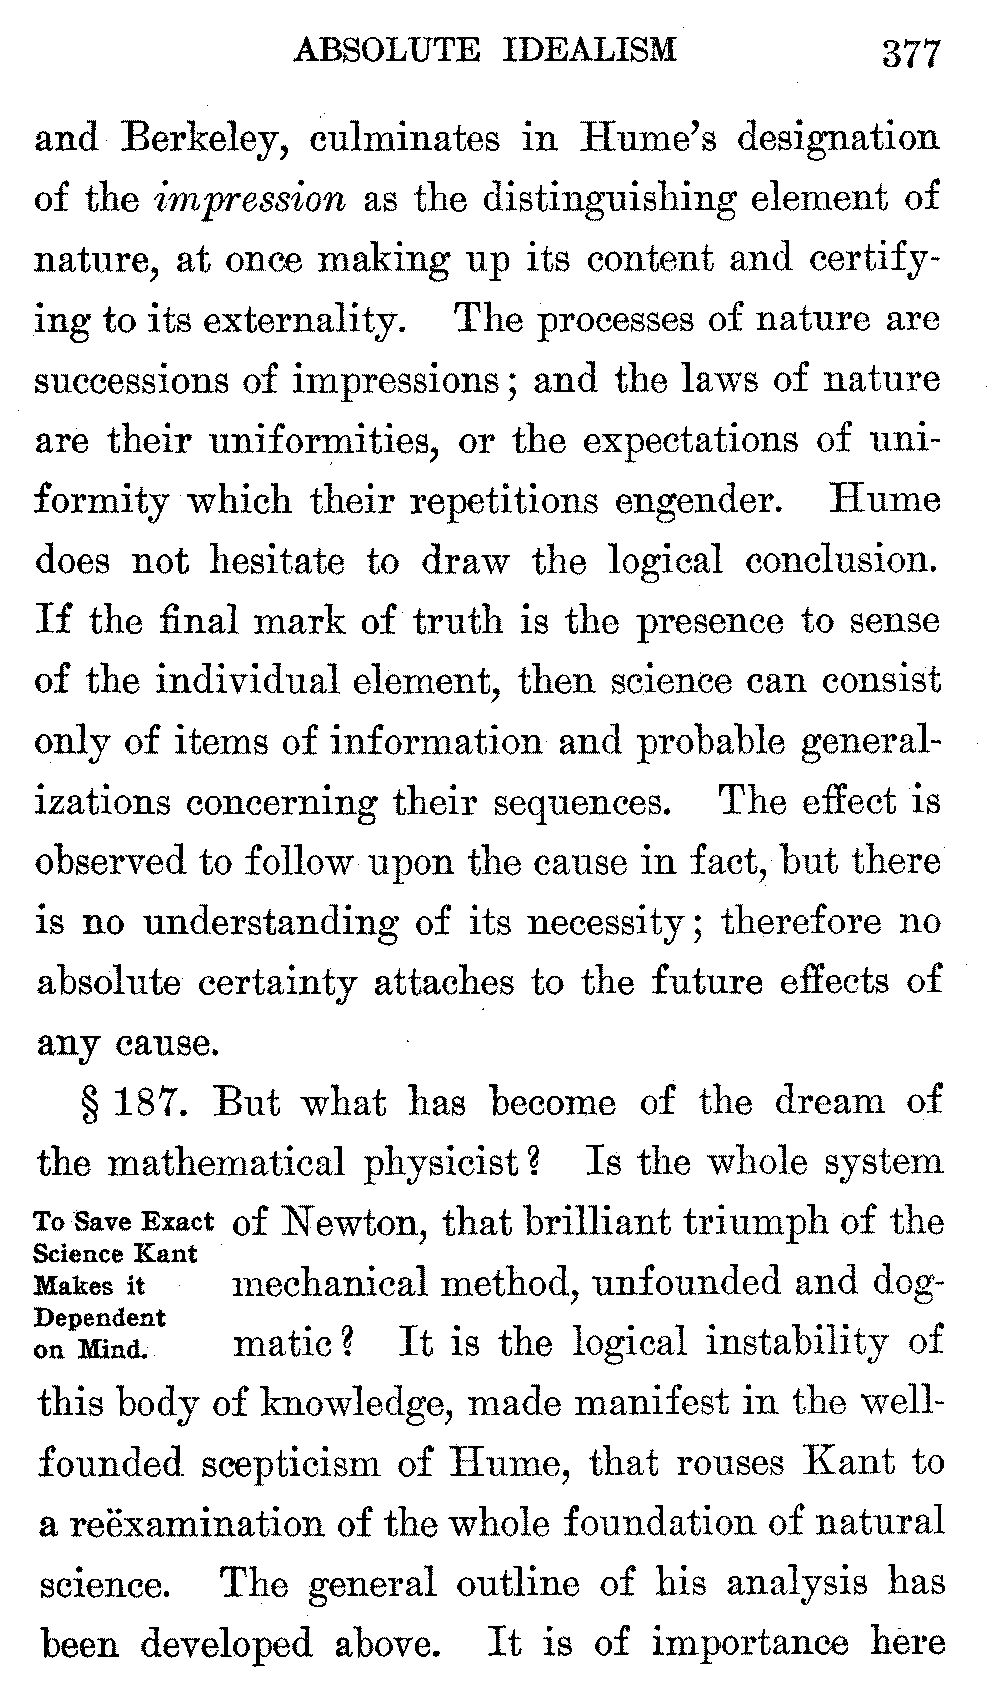 ABSOLUTE IDEALISM 377
and Berkeley, culminates in Hume's designation
of the impression as the distinguishing element of
nature, at once making up its content and certify-
ing to its externality. The processes of nature are
successions of impressions; and the laws of nature
are their uniformities, or the expectations of uni-
formity which their repetitions engender. Hume
does not hesitate to draw the logical conclusion.
If the final mark of truth is the presence to sense
of the individual element, then science can consist
only of items of information and probable general-
izations concerning their sequences. The effect is
observed to follow upon the cause in fact, but there
is no understanding of its necessity; therefore no
absolute certainty attaches to the future effects of
any cause.
§ 187. But what has become of the dream of
the mathematical physicist? Is the whole system
To Save Exact
Science Kant
Makes it
Dependent
on Mind.
of Newton, that brilliant triumph of the
mechanical method, unfounded and dog-
matic? It is the logical instability of
this body of knowledge, made manifest in the well-
founded scepticism of Hume, that rouses Kant to
a reëxamination of the whole foundation of natural
science. The general outline of his analysis has
been developed above. It is of importance here